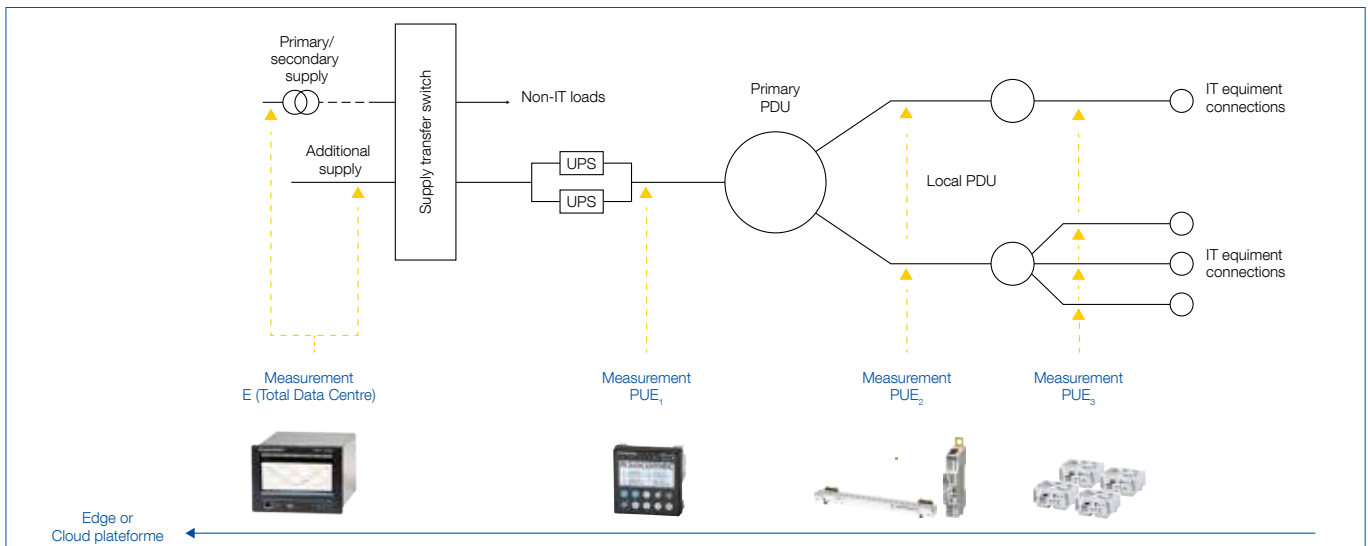 Primary/
secondary
supply
Supply transfer switch
Non-IT loads
Primary
PDU
IT equiment
connections
Additional
supply
UPS
UPS
Local PDU
IT equiment
connections
Measurement
E (Total Data Centre)
Measurement
PUE₁
Measurement
PUE₂
Measurement
PUE₃
Edge or
Cloud plateforme